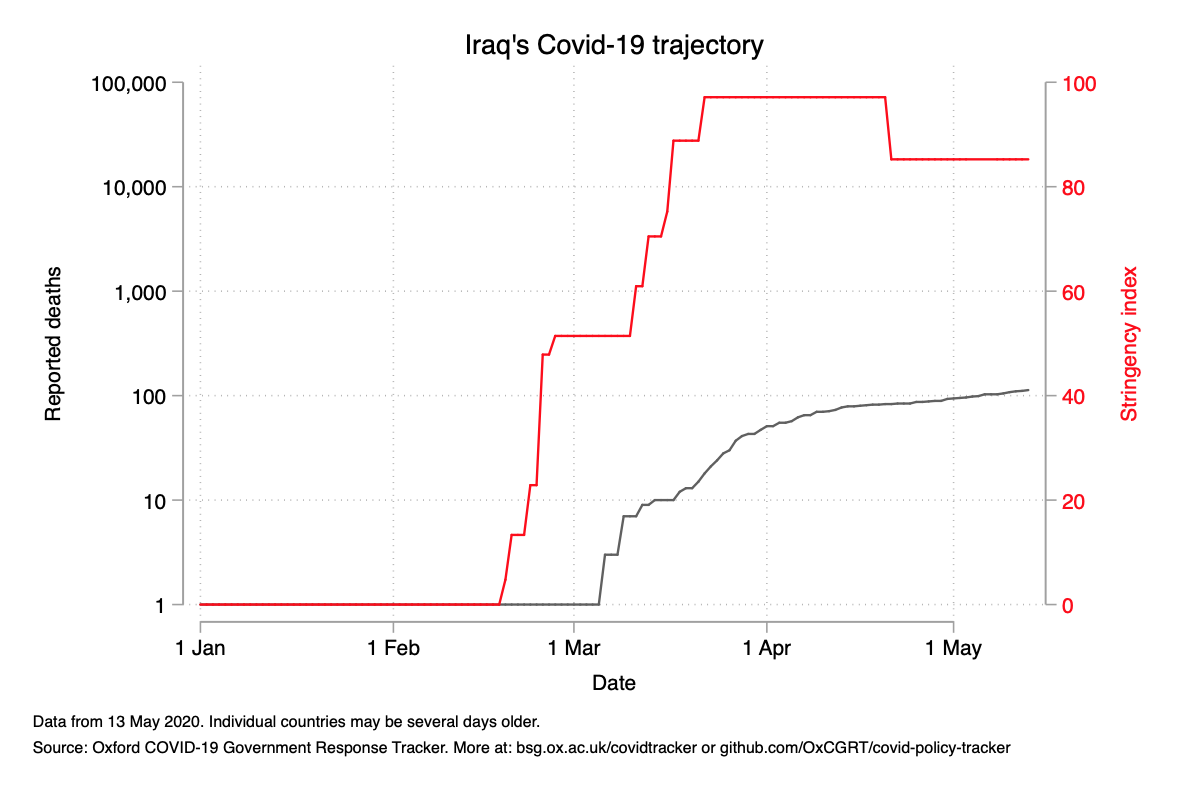 Iraq's Covid-19 trajectory
100,000
10,000
1,000
100
10
1
Reported deaths
100
80
60
40
20
0
Stringency index
1 Jan
1 Feb
1 Mar
1 Apr
1 May
Date
Data from 13 May 2020. Individual countries may be several days older.
Source: Oxford COVID-19 Government Response Tracker. More at: bsg.ox.ac.uk/covidtracker or github.com/OxCGRT/covid-policy-tracker